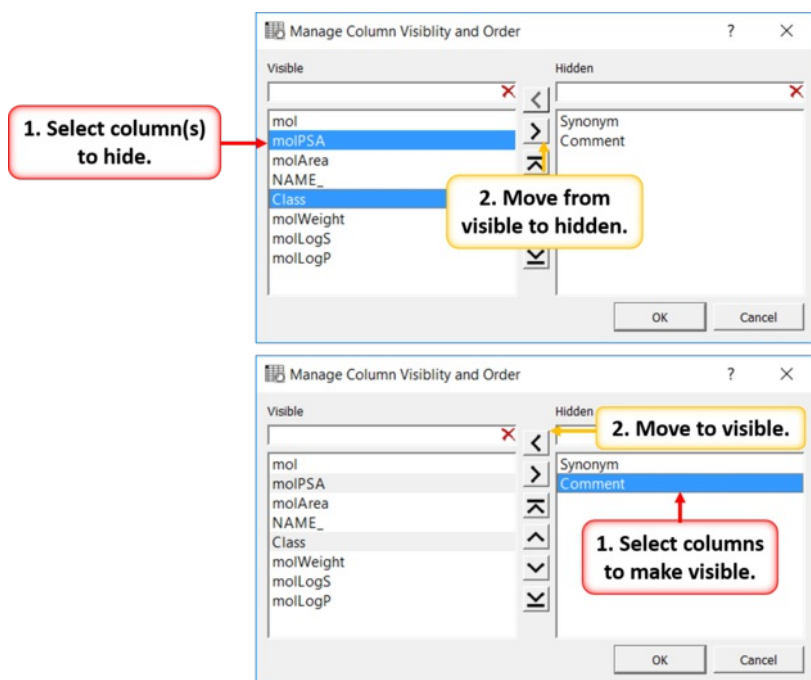 Manage Column Visiblity and Order
?
Visible
Hidden
mol
molPSA
molArea
NAME_
Class
molWeight
molLogS
molLogP
Synonym
Comment
1. Select column(s)
to hide.
2. Move from
visible to hidden.
OK
Cancel
Manage Column Visiblity and Order
?
Visible
Hidden
2. Move to visible.
mol
molPSA
molArea
NAME_
Class
molWeight
molLogS
molLogP
Synonym
Comment
1. Select columns
to make visible.
OK
Cancel